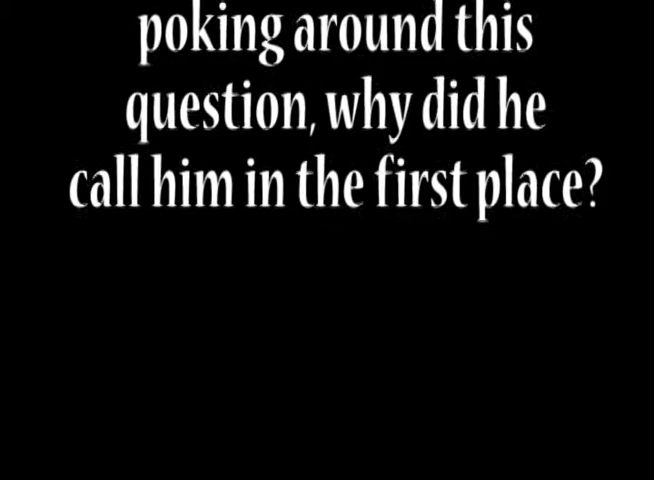 poking around this
question, why did he
call him in the first place?